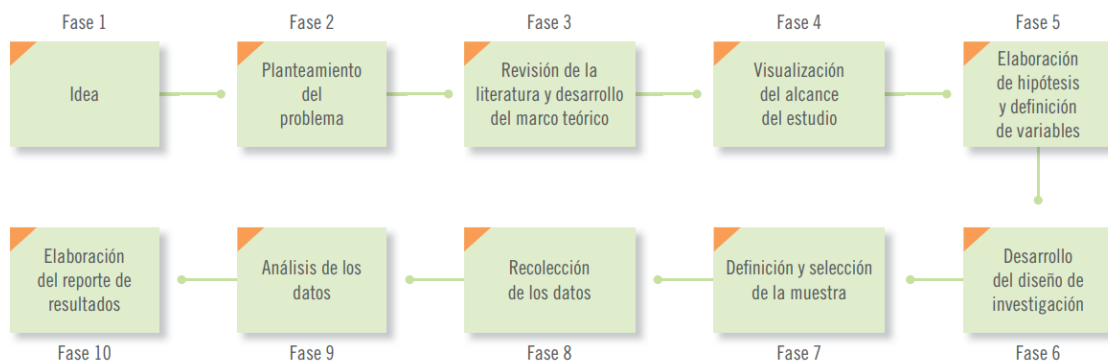 Fase 1
Idea
Fase 2
Planteamiento
del
problema
Fase 3
Revisión de la
literatura y desarrollo
del marco teórico
Fase 4
Visualización
del alcance
del estudio
Fase 5
Elaboración
de hipótesis
y definición
de variables
Desarrollo
del diseño de
investigación
Fase 6
Definición y selección
de la muestra
Fase 7
Recolección
de los datos
Fase 8
Análisis de los
datos
Fase 9
Elaboración
del reporte de
resultados
Fase 10